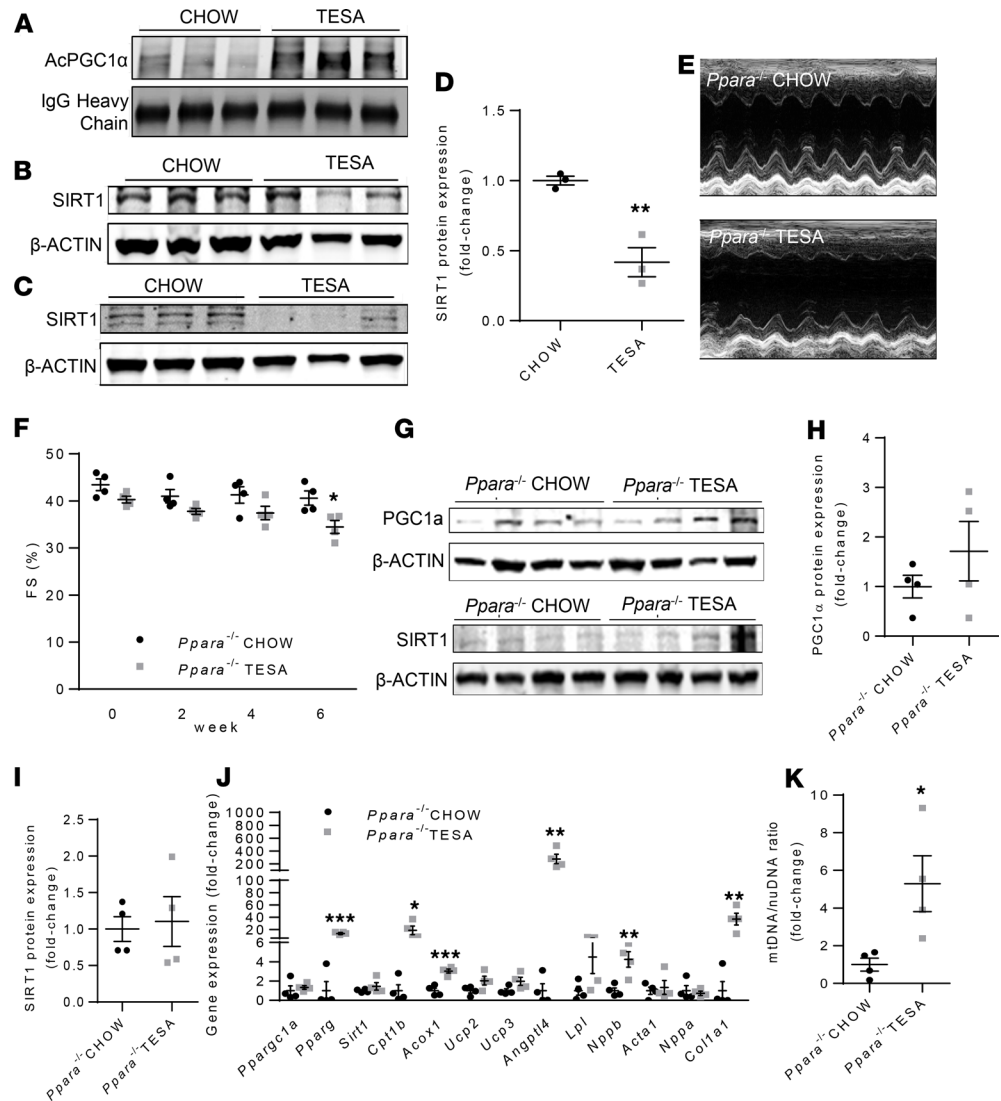 A
CHOW TESA
AcPGC1α
IgG Heavy
Chain
B
CHOW TESA
SIRT1
β-ACTIN
C
CHOW TESA
SIRT1
β-ACTIN
D
SIRT1 protein expression
(fold-change)
1.5
1.0
0.5
0.0
**
CHOW
TESA
E
Ppara-/- CHOW
Ppara-/- TESA
F
FS (%)
50
40
30
20
10
0
*
Ppara-/- CHOW
Ppara-/- TESA
0 2 4 6
week
G
Ppara-/- CHOW Ppara-/- TESA
PGC1a
β-ACTIN
Ppara-/- CHOW Ppara-/- TESA
SIRT1
β-ACTIN
H
PGC1α protein expression
(fold-change)
4
3
2
1
0
Ppara-/- CHOW
Ppara-/- TESA
I
SIRT1 protein expression
(fold-change)
2.5
2.0
1.5
1.0
0.5
0.0
Ppara-/-CHOW
Ppara-/-TESA
J
Gene expression (fold-change)
1000
800
600
400
200
100
80
60
40
20
6
4
2
0
Ppara-/-CHOW
Ppara-/-TESA
*** * *** ** ** **
Ppargc1a
Pparg
Sirt1
Cpt1b
Acox1
Ucp2
Ucp3
Angptl4
Lpl
Nppb
Acta1
Nppa
Col1a1
K
mtDNA/nuDNA ratio
(fold-change)
10
8
6
4
2
0
*
Ppara-/-CHOW
Ppara-/-TESA